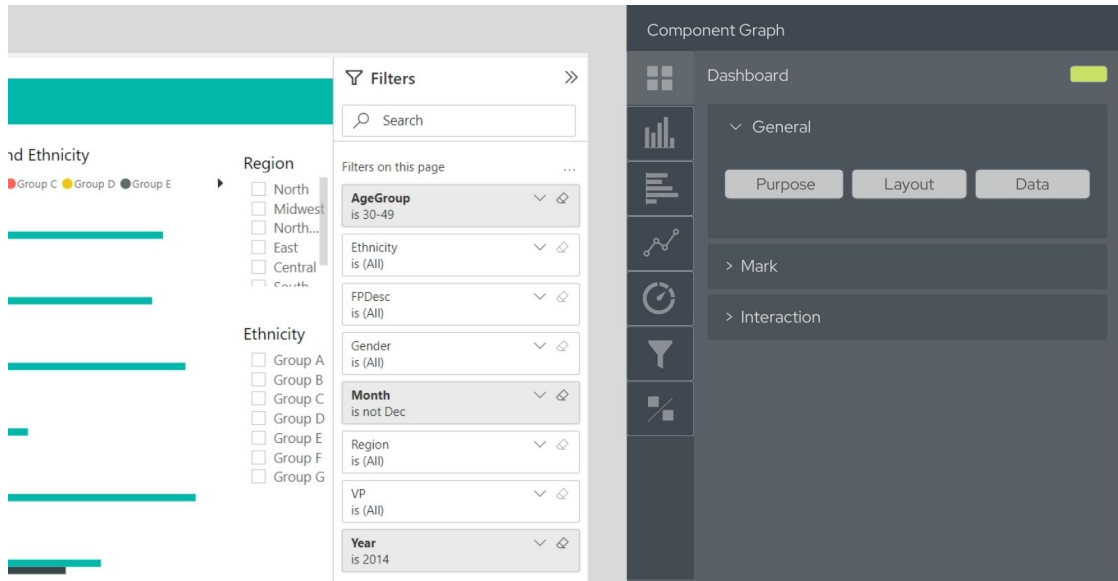 nd Ethnicity
Group C Group D Group E
Region
North
Midwest
North...
East
Central
South
Ethnicity
Group A
Group B
Group C
Group D
Group E
Group F
Group G
Filters
Search
Filters on this page
...
AgeGroup
is 30-49
Ethnicity
is (All)
FPDesc
is (All)
Gender
is (All)
Month
is not Dec
Region
is (All)
VP
is (All)
Year
is 2014
Component Graph
Dashboard
General
Purpose Layout Data
> Mark
> Interaction